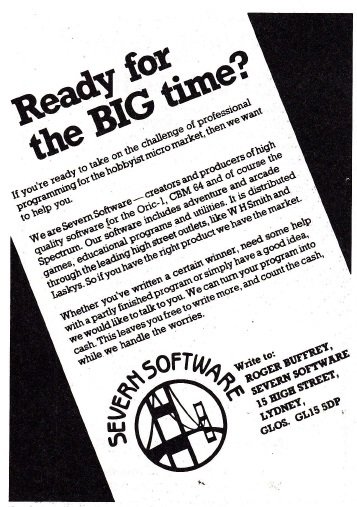 Ready for
the BIG time?
If you're ready to take on the challenge of professional
programming for the hobbyist micro market, then we want
to help you.
We are Severn Software — creators and producers of high
quality software for the Oric-1, CBM 64 and of course the
Spectrum. Our software includes adventure and arcade
games, educational programs and utilities. It is distributed
through the leading high street outlets, like W H Smith and
Laskys. So if you have the right product we have the market.
Whether you've written a certain winner, need some help
with a partly finished program or simply have a good idea,
we would like to talk to you. We can turn your program into
cash. This leaves you free to write more, and count the cash,
while we handle the worries.
SEVERN SOFTWARE
Write to:
ROGER BUFFREY,
SEVERN SOFTWARE
15 HIGH STREET,
LYDNEY,
GLOS. GL15 5DP